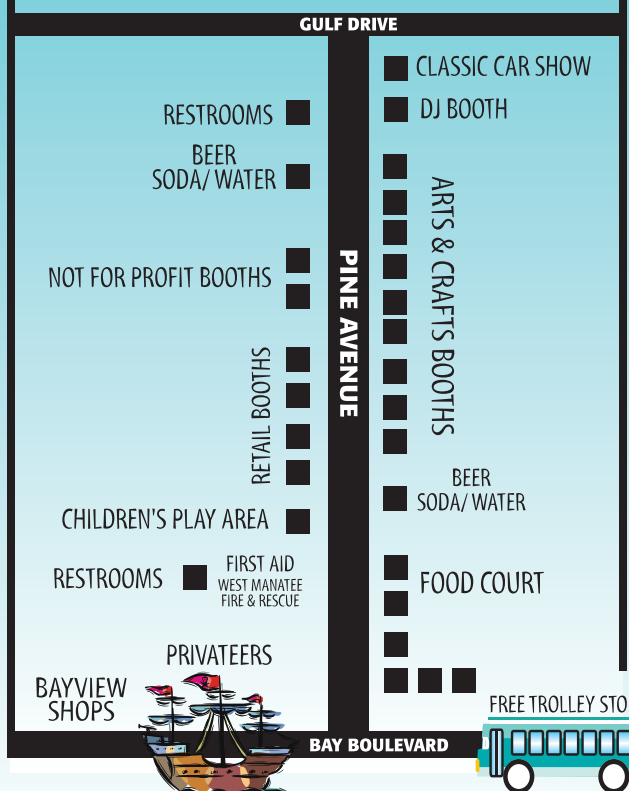 GULF DRIVE
CLASSIC CAR SHOW
DJ BOOTH
RESTROOMS
BEER
SODA/ WATER
NOT FOR PROFIT BOOTHS
PINE AVENUE
ARTS & CRAFTS BOOTHS
RETAIL BOOTHS
BEER
SODA/ WATER
CHILDREN'S PLAY AREA
RESTROOMS
FIRST AID
WEST MANATEE
FIRE & RESCUE
FOOD COURT
PRIVATEERS
BAYVIEW
SHOPS
FREE TROLLEY STO
BAY BOULEVARD